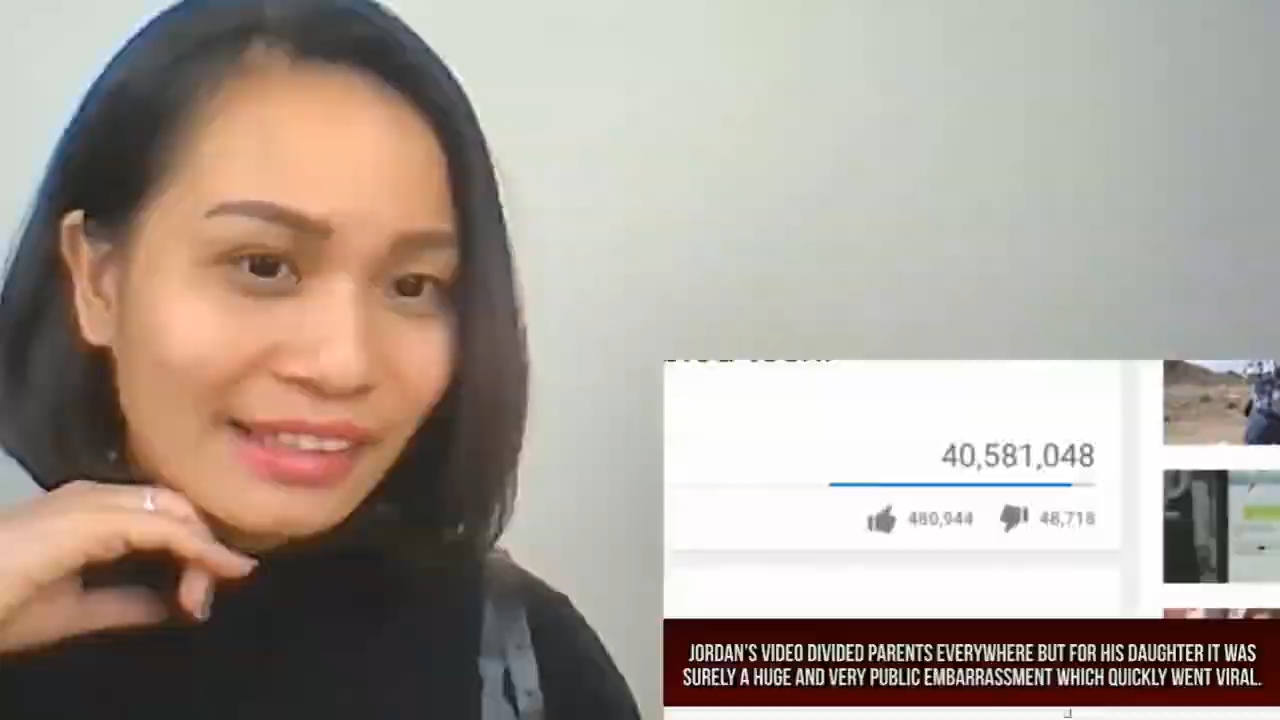 40,581,048
480,944 48,718
JORDAN'S VIDEO DIVIDED PARENTS EVERYWHERE BUT FOR HIS DAUGHTER IT WAS
SURELY A HUGE AND VERY PUBLIC EMBARRASSMENT WHICH QUICKLY WENT VIRAL.